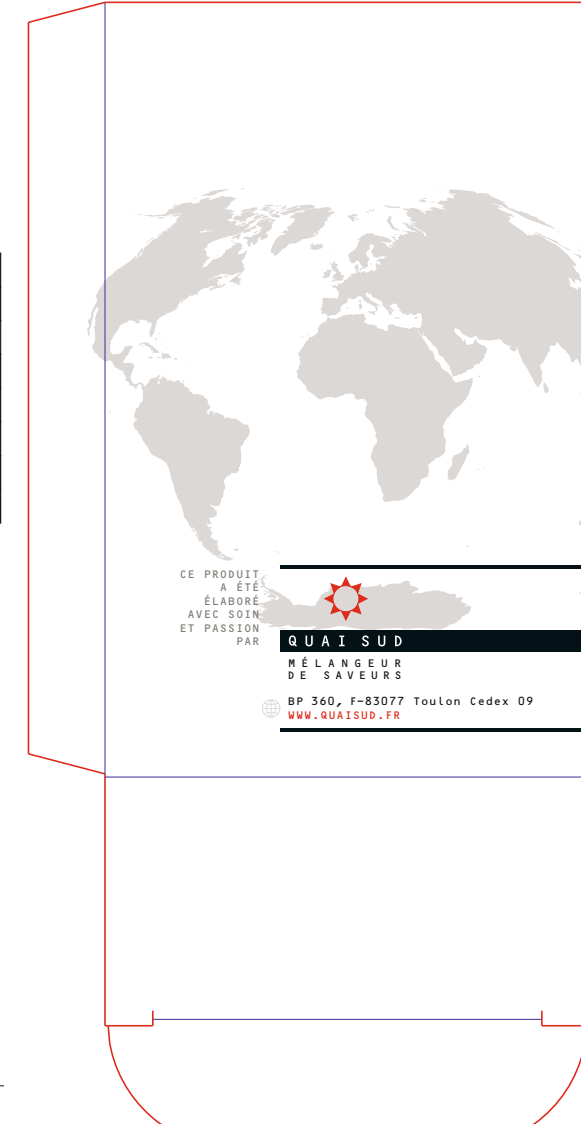 CE PRODUIT
A ÉTÉ
ÉLABORÉ
AVEC SOIN
ET PASSION
PAR
QUAI SUD
MÉLANGEUR
DE SAVEURS
BP 360, F-83077 Toulon Cedex 09
WWW.QUAISUD.FR